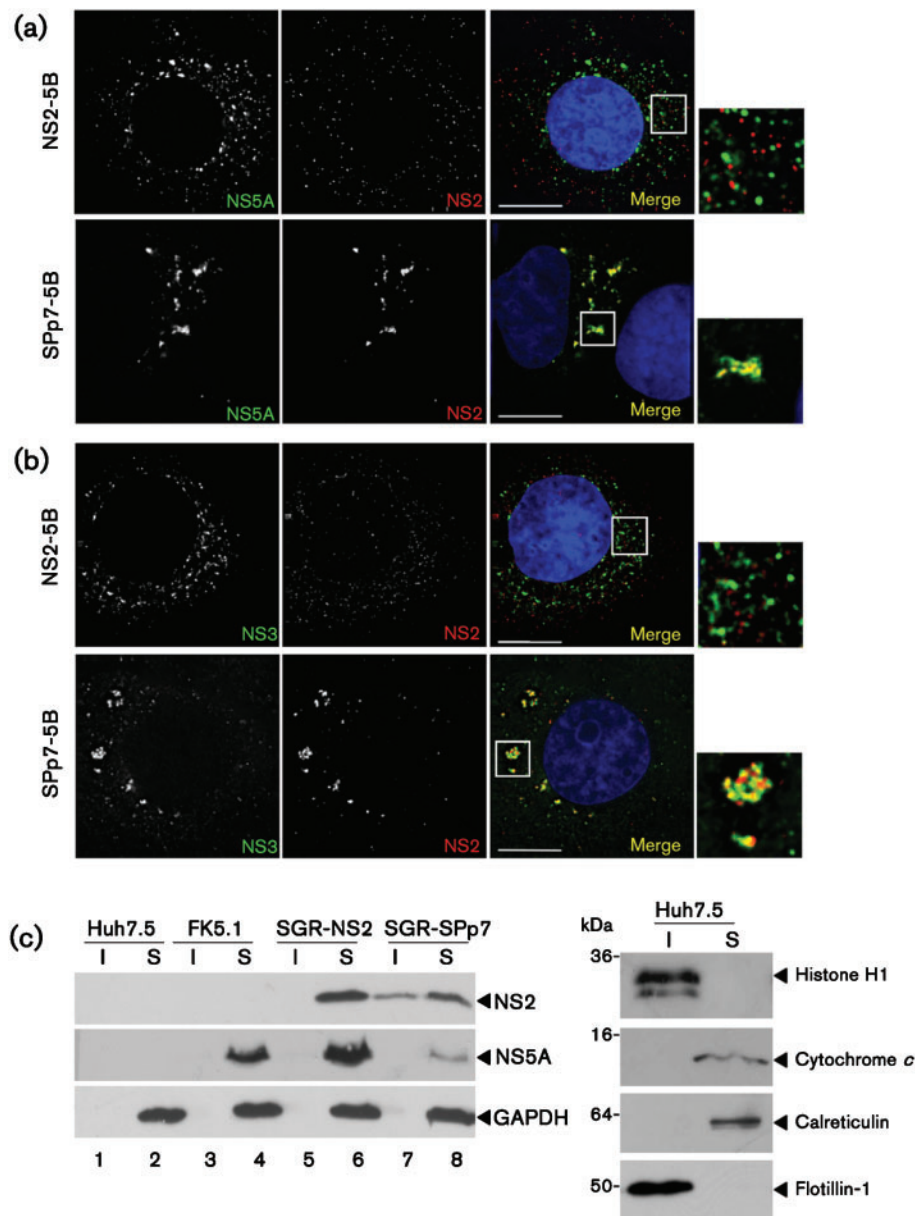 (a)
NS2-5B
NS5A
NS2
Merge
SPp7-5B
NS5A
NS2
Merge
(b)
NS2-5B
NS3
NS2
Merge
SPp7-5B
NS3
NS2
Merge
(c)
Huh7.5 FK5.1 SGR-NS2 SGR-SPp7
I S I S I S I S
NS2
NS5A
GAPDH
1 2 3 4 5 6 7 8
Huh7.5
kDa I S
36-
Histone H1
16-
Cytochrome c
64-
Calreticulin
50-
Flotillin-1